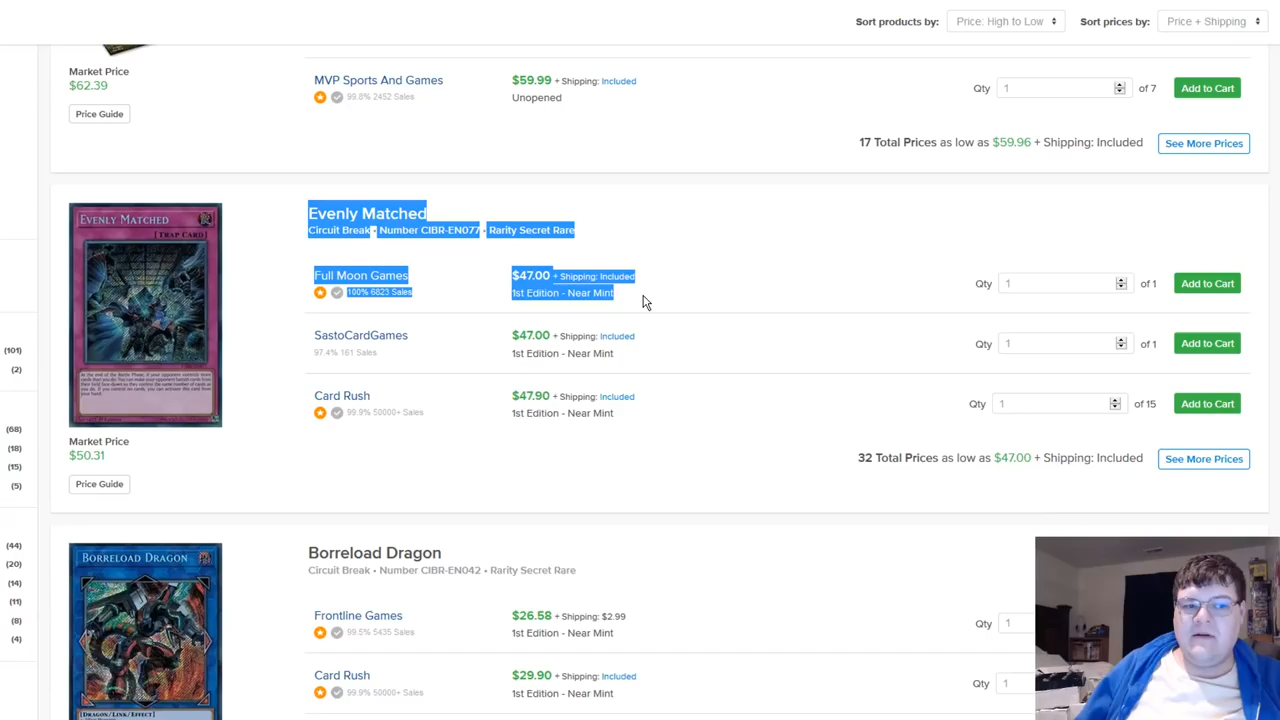 Sort products by: Price: High to Low Sort prices by: Price + Shipping
Market Price
$62.39
Price Guide
MVP Sports And Games $59.99 + Shipping: Included Qty 1 of 7 Add to Cart
99.8% 2452 Sales Unopened
17 Total Prices as low as $59.96 + Shipping: Included See More Prices
EVENLY MATCHED
[TRAP CARD]
Market Price
$50.31
Price Guide
Evenly Matched
Circuit Break • Number CIBR-EN077 • Rarity Secret Rare
Full Moon Games $47.00 + Shipping: Included Qty 1 of 1 Add to Cart
100% 6823 Sales 1st Edition - Near Mint
SastoCardGames $47.00 + Shipping: Included Qty 1 of 1 Add to Cart
97.4% 161 Sales 1st Edition - Near Mint
Card Rush $47.90 + Shipping: Included Qty 1 of 15 Add to Cart
99.9% 50000+ Sales 1st Edition - Near Mint
32 Total Prices as low as $47.00 + Shipping: Included See More Prices
(101)
(2)
(68)
(18)
(15)
(5)
(44)
(20)
(14)
(11)
(8)
(4)
BORRELOAD DRAGON
[DRAGON/LINK/EFFECT]
Borreload Dragon
Circuit Break • Number CIBR-EN042 • Rarity Secret Rare
Frontline Games $26.58 + Shipping: $2.99 Qty 1
99.5% 5435 Sales 1st Edition - Near Mint
Card Rush $29.90 + Shipping: Included Qty 1
99.9% 50000+ Sales 1st Edition - Near Mint